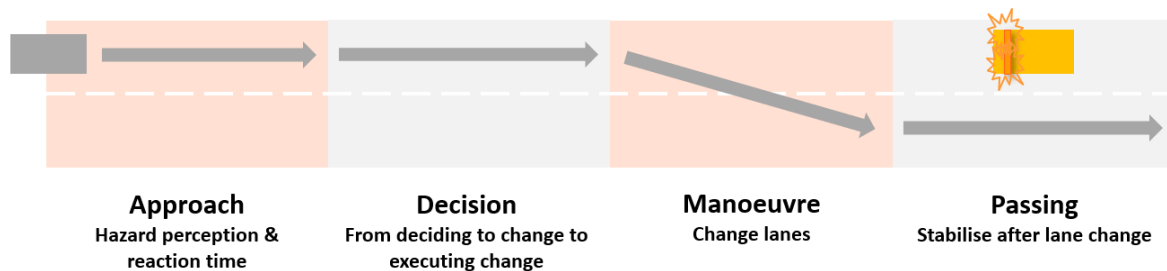 Approach
Hazard perception &
reaction time
Decision
From deciding to change to
executing change
Manoeuvre
Change lanes
Passing
Stabilise after lane change